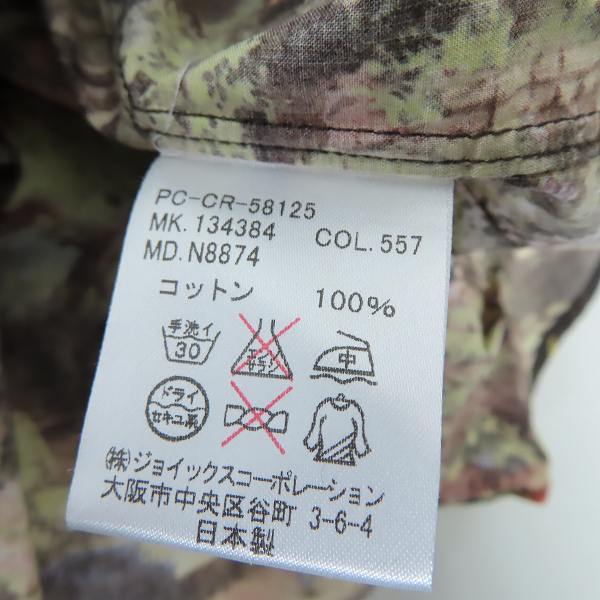 PC-CR-58125
MK.134384 COL.557
MD.N8874
コットン 100%
手洗イ
30
エンソ
サラシ
中
ドライ
セキユ系
(株)ジョイックスコーポレーション
大阪市中央区谷町 3-6-4
日本製